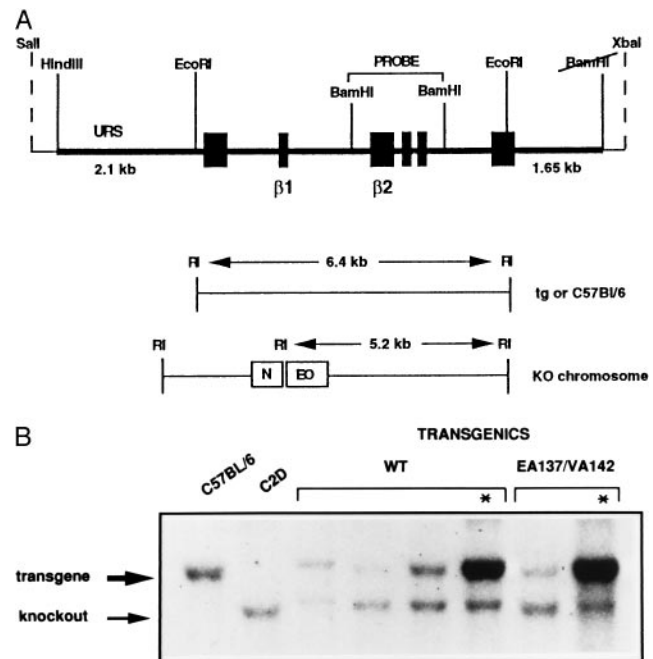 A
SalI
XbaI
HindIII
EcoRI
PROBE
EcoRI
BamHI
BamHI
BamHI
URS
2.1 kb
1.65 kb
β1
β2
RI
6.4 kb
RI
tg or C57Bl/6
RI
RI
5.2 kb
RI
N
EO
KO chromosome
B
TRANSGENICS
C57BL/6
C2D
WT
EA137/VA142
*
*
transgene
knockout